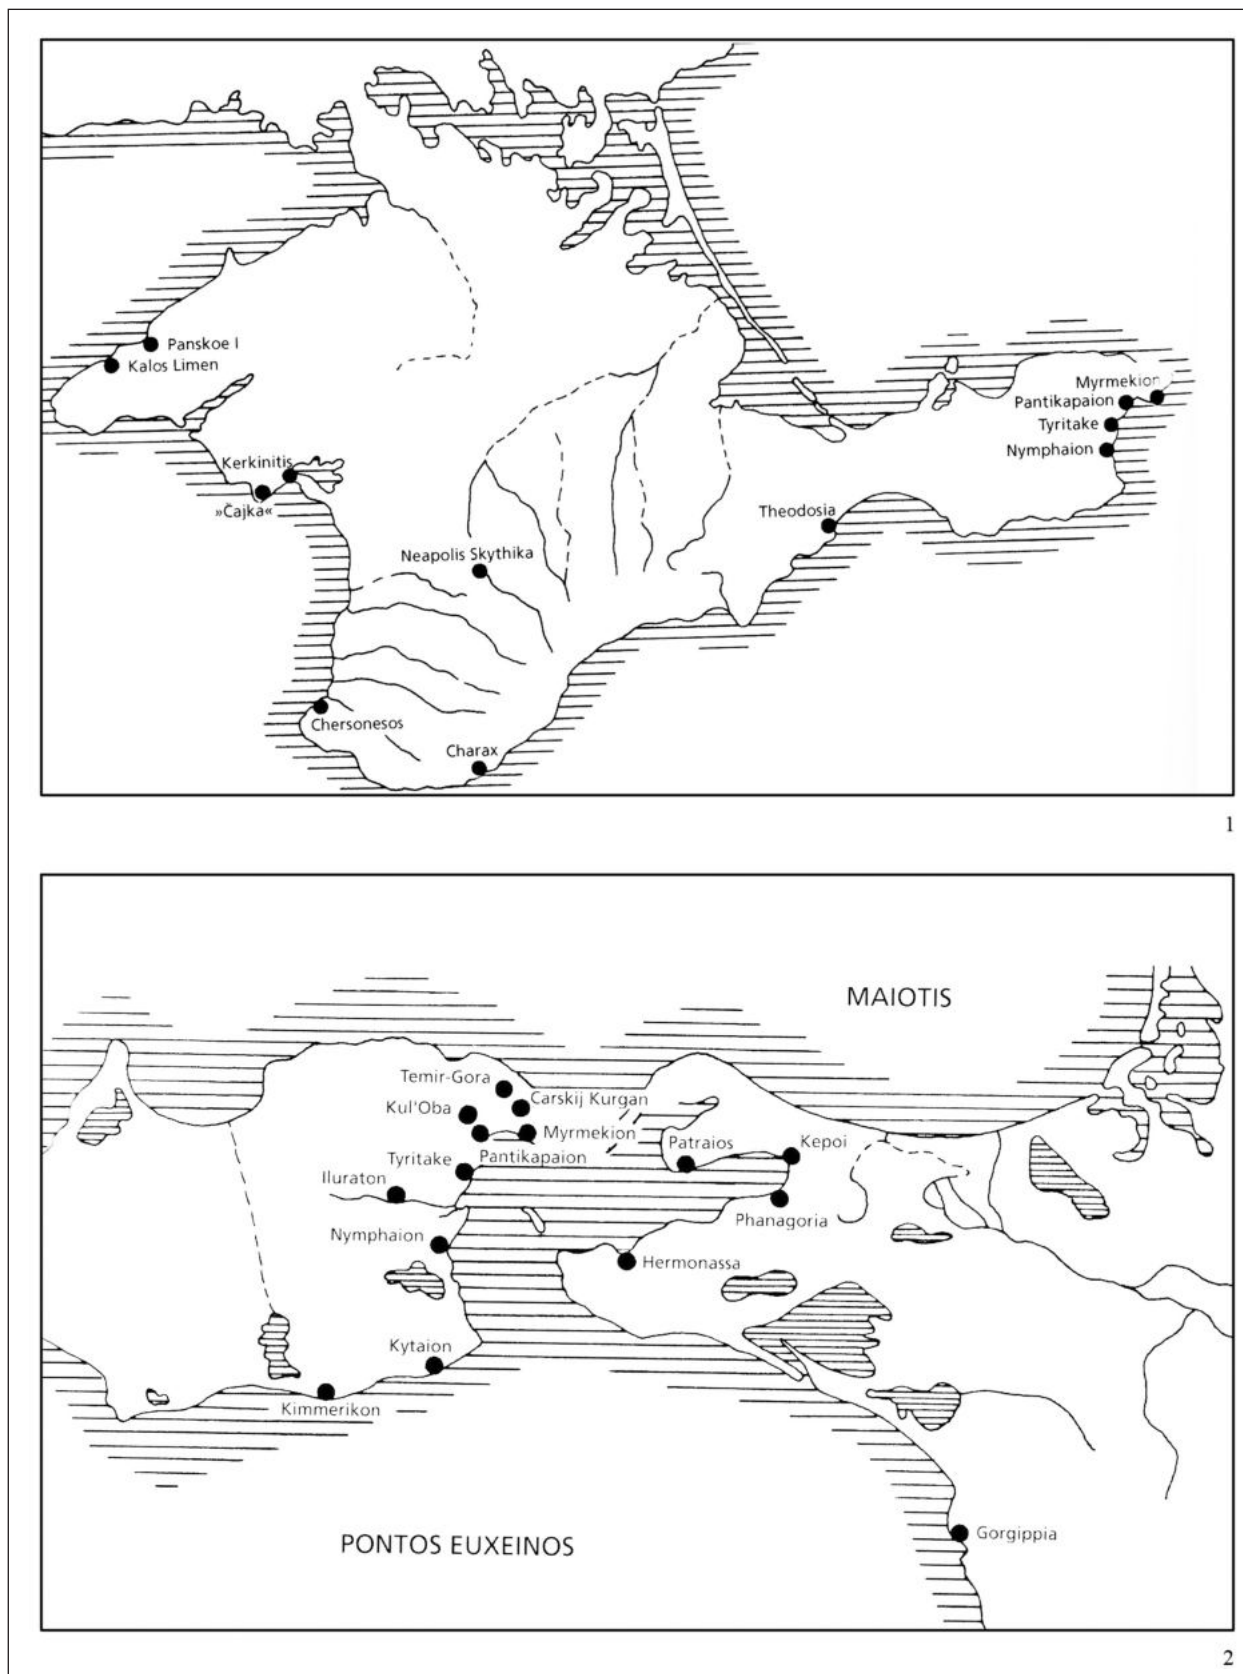 Panskoe I
Kalos Limen
Myrmekion
Pantikapaion
Tyritake
Nymphaion
Kerkinitis
»Čajka«
Theodosia
Neapolis Skythika
Chersonesos
Charax
1
MAIOTIS
Temir-Gora
Carskij Kurgan
Kul'Oba
Myrmekion
Pantikapaion
Patraios
Kepoi
Tyritake
Iluraton
Phanagoria
Nymphaion
Hermonassa
Kytaion
Kimmerikon
PONTOS EUXEINOS
Gorgippia
2